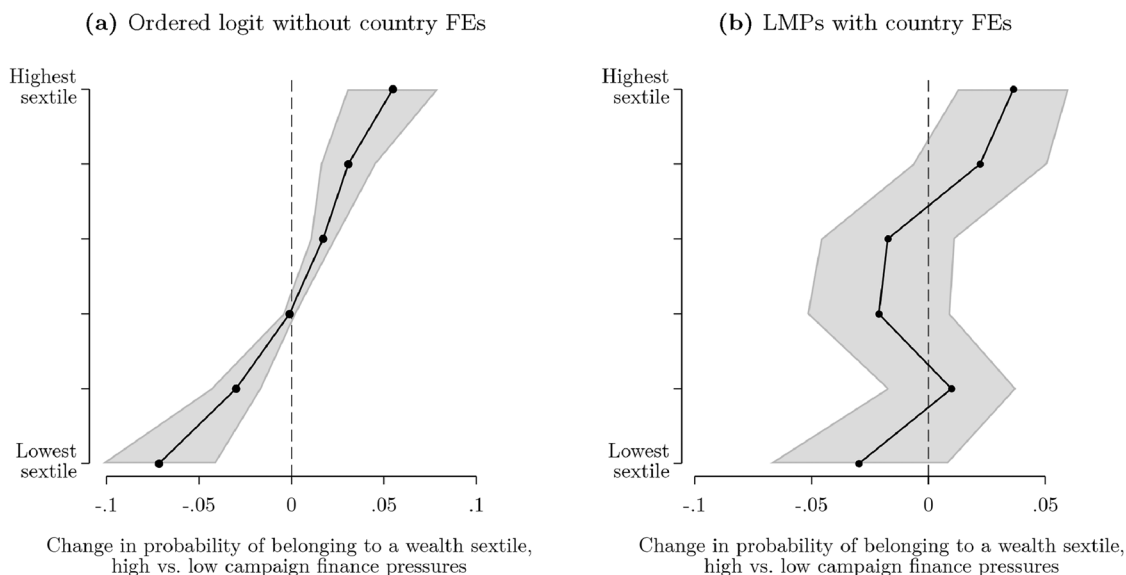 (a) Ordered logit without country FEs
Highest
sextile
Lowest
sextile
-.1 -.05 0 .05 .1
Change in probability of belonging to a wealth sextile,
high vs. low campaign finance pressures
(b) LMPs with country FEs
Highest
sextile
Lowest
sextile
-.1 -.05 0 .05
Change in probability of belonging to a wealth sextile,
high vs. low campaign finance pressures